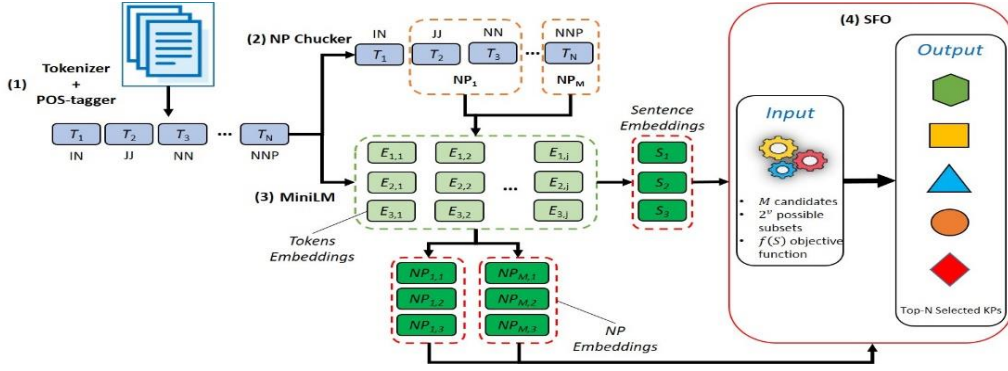 (1)
Tokenizer
+
POS-tagger
T1 T2 T3 ... TN
IN JJ NN NNP
(2) NP Chucker
IN JJ NN NNP
T1 T2 T3 ... TN
NP1 NPM
(3) MiniLM
E1,1 E1,2 E1,j
E2,1 E2,2 ... E2,j
E3,1 E3,2 E3,j
Tokens
Embeddings
Sentence
Embeddings
S1
S2
S3
NP1,1 NPM,1
NP1,2 NPM,2
NP1,3 NPM,3
NP
Embeddings
(4) SFO
Input
• M candidates
• 2^v possible
subsets
• f(S) objective
function
Output
Top-N Selected KPs